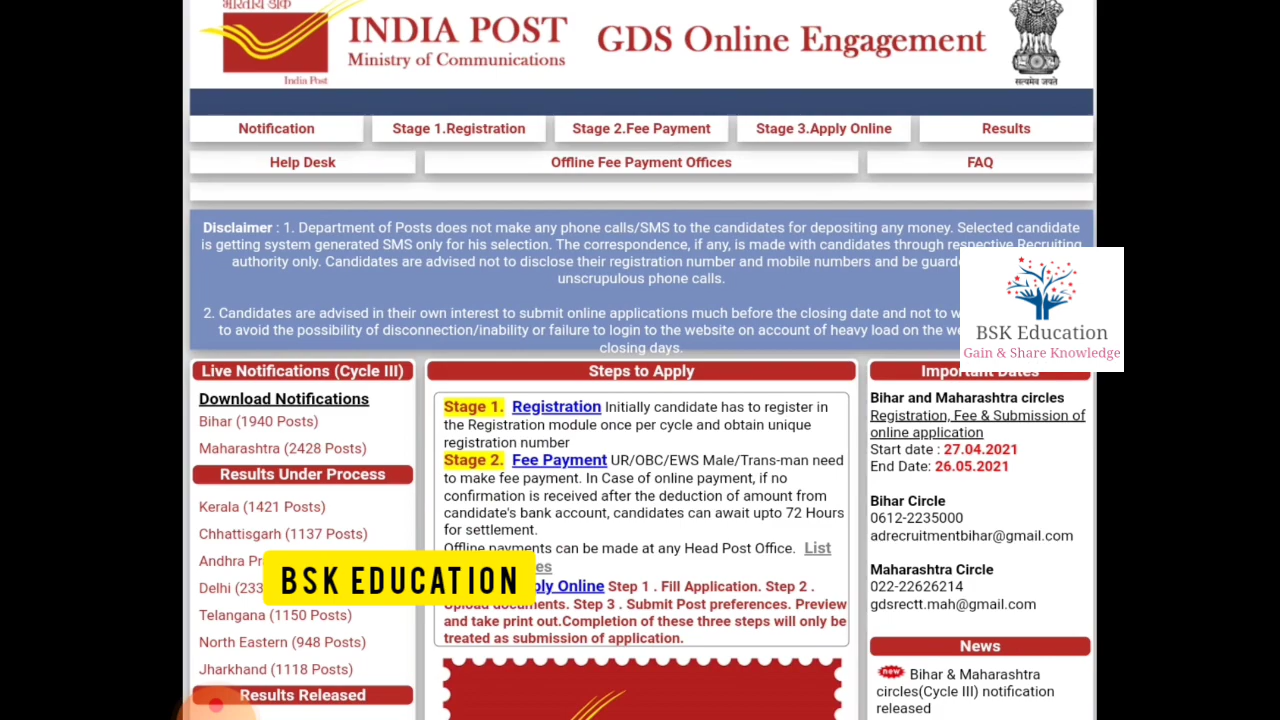 भारतीय डाक
INDIA POST
Ministry of Communications
India Post
GDS Online Engagement
सत्यमेव जयते
Notification
Stage 1.Registration
Stage 2.Fee Payment
Stage 3.Apply Online
Results
Help Desk
Offline Fee Payment Offices
FAQ
Disclaimer : 1. Department of Posts does not make any phone calls/SMS to the candidates for depositing any money. Selected candidate
is getting system generated SMS only for his selection. The correspondence, if any, is made with candidates through respective Recruiting
authority only. Candidates are advised not to disclose their registration number and mobile numbers and be
unscrupulous phone calls.
2. Candidates are advised in their own interest to submit online applications much before the closing date and not to
to avoid the possibility of disconnection/inability or failure to login to the website on account of heavy load on the
closing days.
BSK Education
Gain & Share Knowledge
Live Notifications (Cycle III)
Download Notifications
Bihar (1940 Posts)
Maharashtra (2428 Posts)
Results Under Process
Kerala (1421 Posts)
Chhattisgarh (1137 Posts)
Andhra
Delhi
Telangana (1150 Posts)
North Eastern (948 Posts)
Jharkhand (1118 Posts)
Results Released
BSK EDUCATION
Steps to Apply
Stage 1. Registration Initially candidate has to register in
the Registration module once per cycle and obtain unique
registration number
Stage 2. Fee Payment UR/OBC/EWS Male/Trans-man need
to make fee payment. In Case of online payment, if no
confirmation is received after the deduction of amount from
candidate's bank account, candidates can await upto 72 Hours
for settlement.
Offline payments can be made at any Head Post Office. List
Online Step 1 . Fill Application. Step 2 .
Upload documents. Step 3 . Submit Post preferences. Preview
and take print out.Completion of these three steps will only be
treated as submission of application.
Important Dates
Bihar and Maharashtra circles
Registration, Fee & Submission of
online application
Start date : 27.04.2021
End Date: 26.05.2021
Bihar Circle
0612-2235000
adrecruitmentbihar@gmail.com
Maharashtra Circle
022-22626214
gdsrectt.mah@gmail.com
News
new Bihar & Maharashtra
circles(Cycle III) notification
released